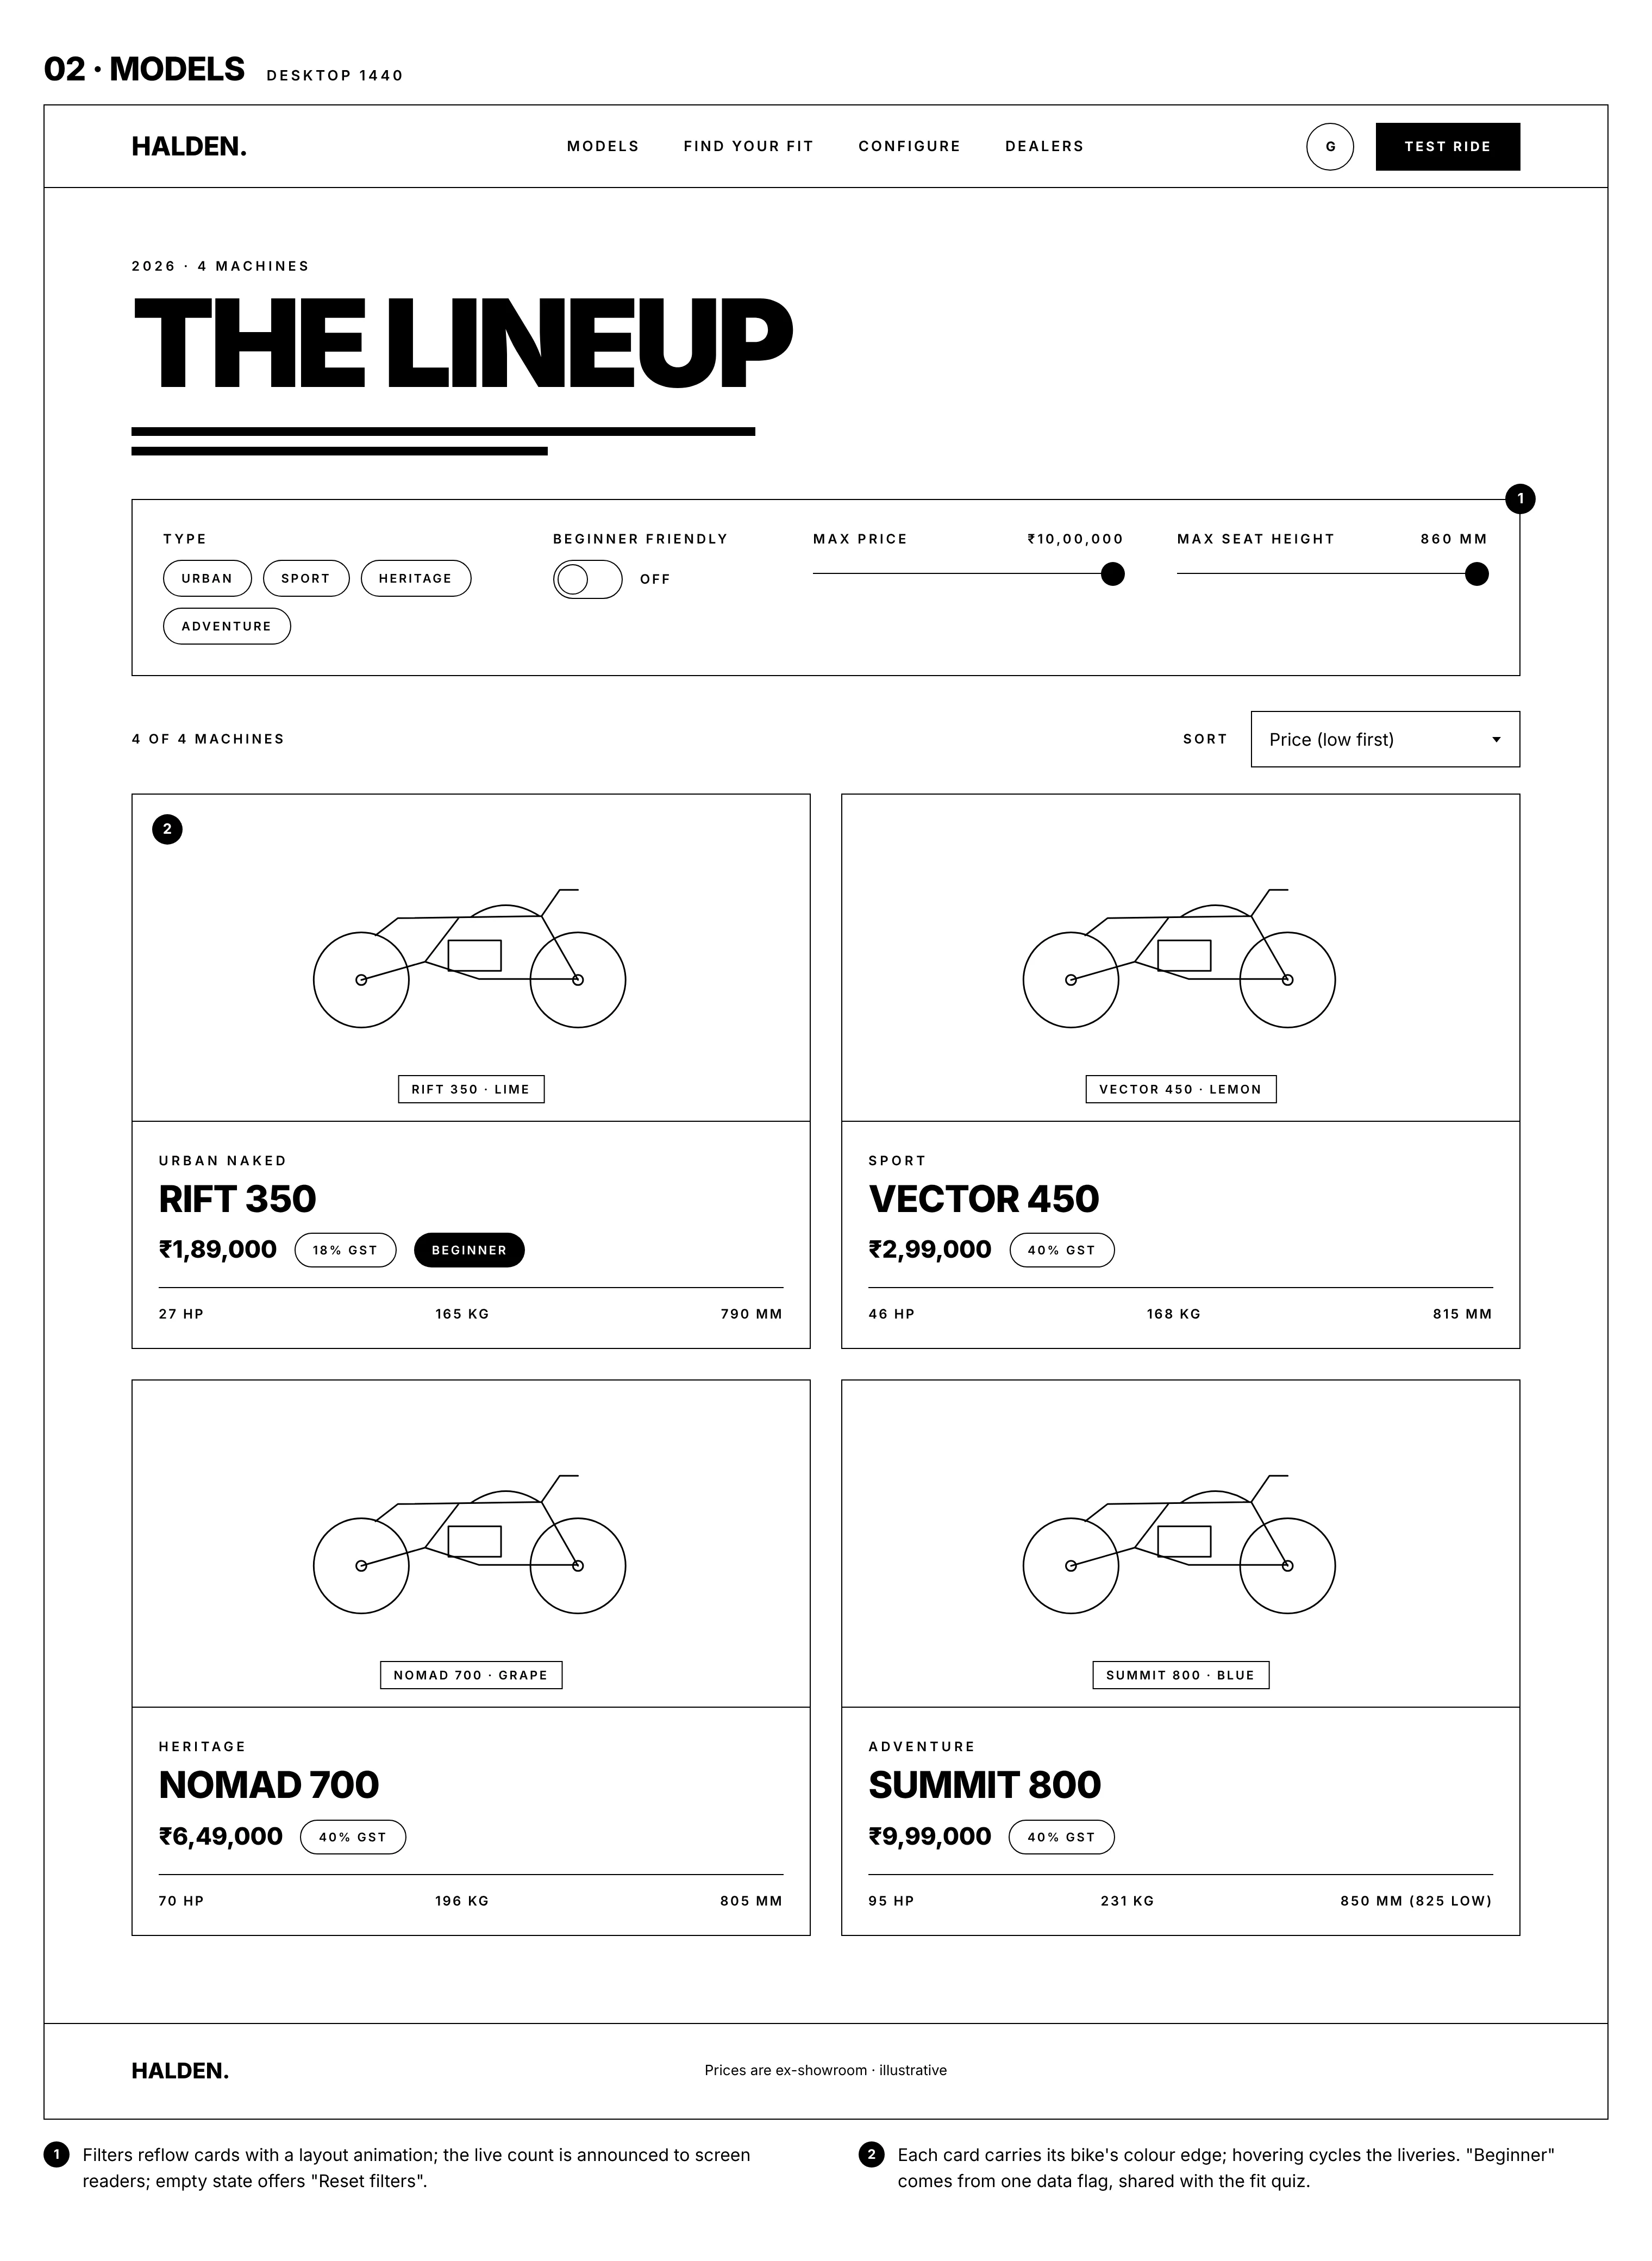 02 · MODELS DESKTOP 1440
HALDEN. MODELS FIND YOUR FIT CONFIGURE DEALERS G TEST RIDE
2026 · 4 MACHINES
THE LINEUP
1
TYPE BEGINNER FRIENDLY MAX PRICE ₹10,00,000 MAX SEAT HEIGHT 860 MM
URBAN SPORT HERITAGE OFF
ADVENTURE
4 OF 4 MACHINES SORT Price (low first)
2
RIFT 350 · LIME
URBAN NAKED
RIFT 350
₹1,89,000 18% GST BEGINNER
27 HP 165 KG 790 MM
VECTOR 450 · LEMON
SPORT
VECTOR 450
₹2,99,000 40% GST
46 HP 168 KG 815 MM
NOMAD 700 · GRAPE
HERITAGE
NOMAD 700
₹6,49,000 40% GST
70 HP 196 KG 805 MM
SUMMIT 800 · BLUE
ADVENTURE
SUMMIT 800
₹9,99,000 40% GST
95 HP 231 KG 850 MM (825 LOW)
HALDEN. Prices are ex-showroom · illustrative
1 Filters reflow cards with a layout animation; the live count is announced to screen
readers; empty state offers "Reset filters".
2 Each card carries its bike's colour edge; hovering cycles the liveries. "Beginner"
comes from one data flag, shared with the fit quiz.